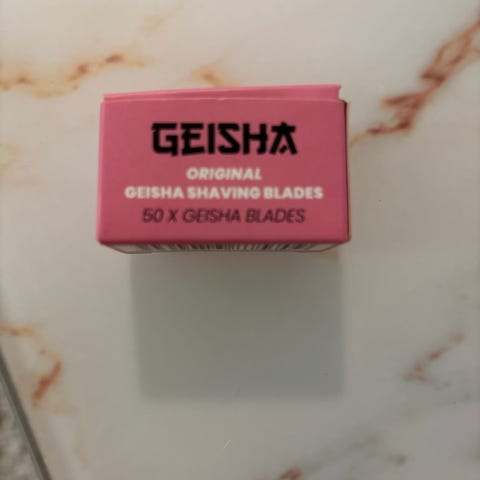 GEISHA
ORIGINAL
GEISHA SHAVING BLADES
50 X GEISHA BLADES